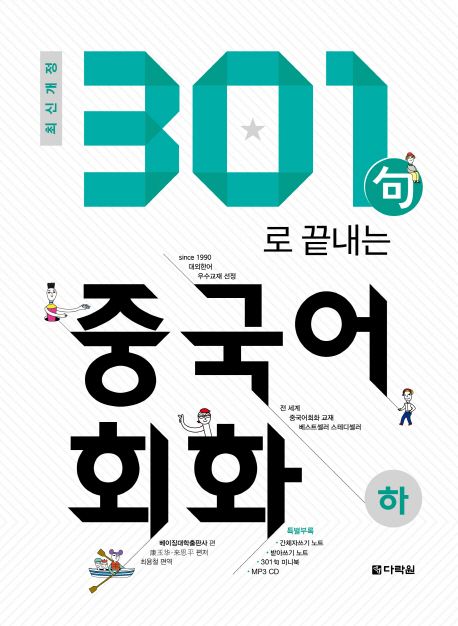 최신개정
301
句
로 끝내는
since 1990
대외한어
우수교재 선정
중국어
전 세계
중국어회화 교재
베스트셀러 스테디셀러
회화
하
특별부록
• 간체자쓰기 노트
• 받아쓰기 노트
• 301句 미니북
• MP3 CD
베이징대학출판사 편
康玉华·来思平 편저
최용철 편역
다락원